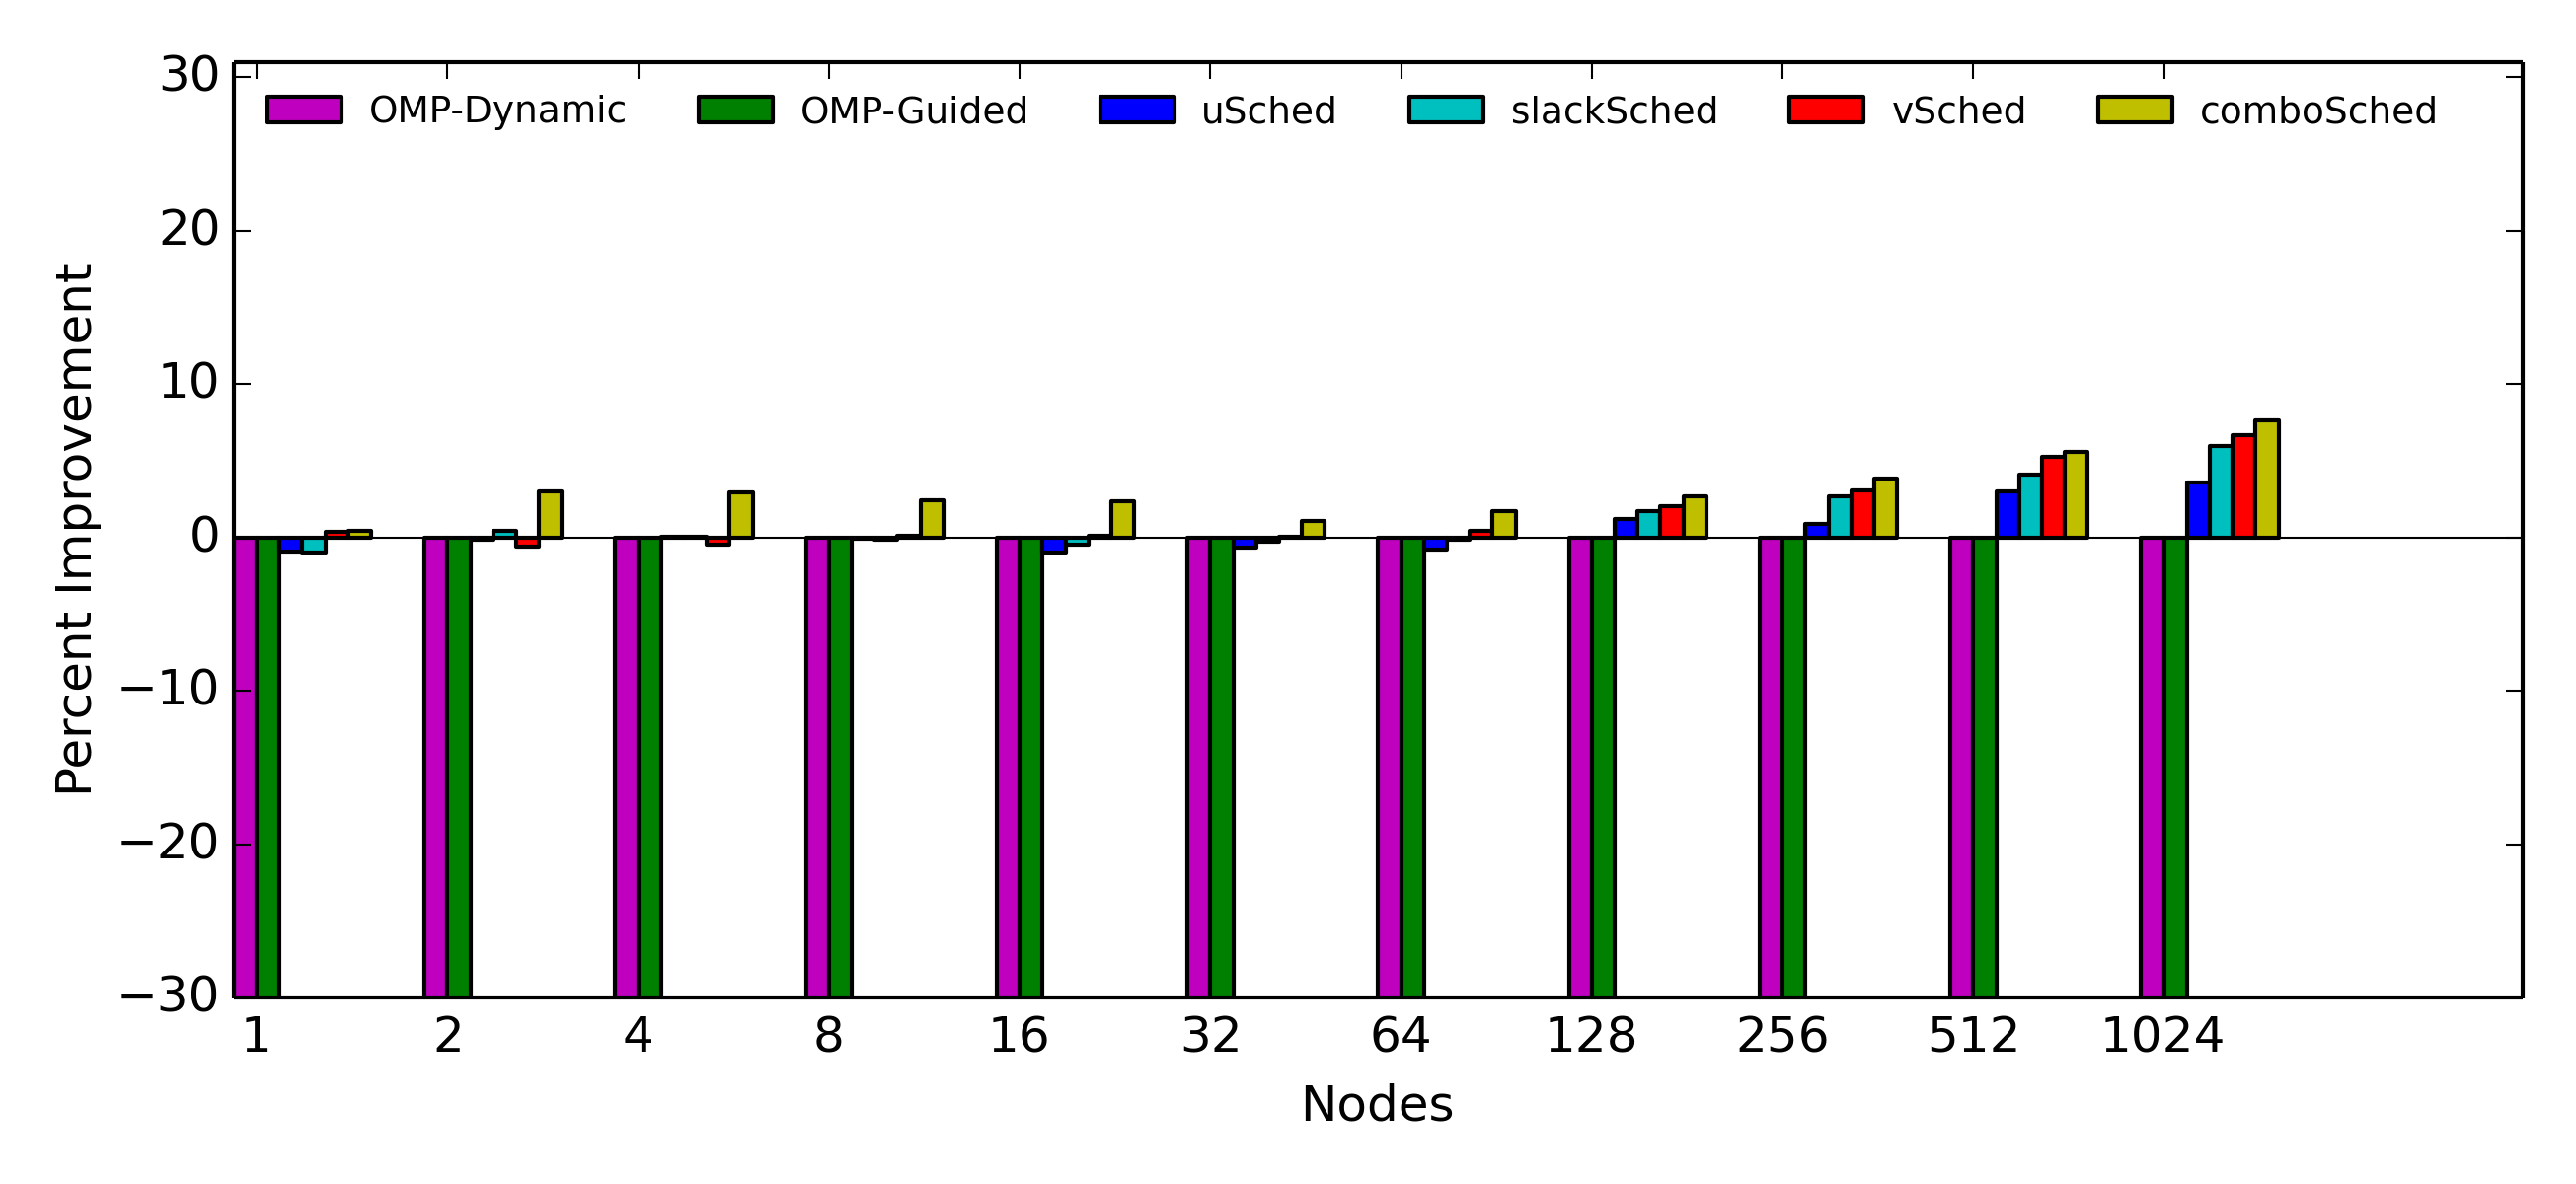 30
OMP-Dynamic OMP-Guided uSched slackSched vSched comboSched
20
10
0
−10
−20
−30
Percent Improvement
1 2 4 8 16 32 64 128 256 512 1024
Nodes